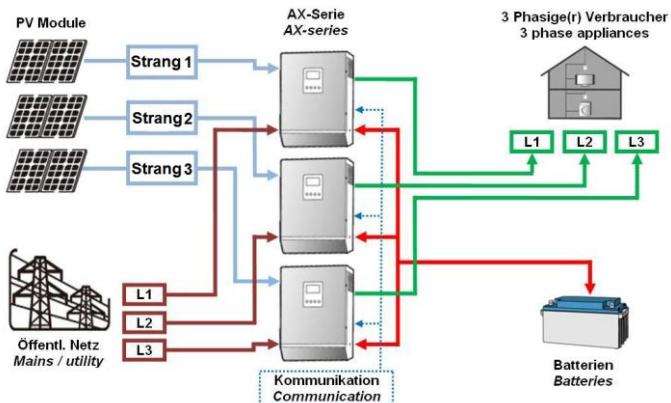 PV Module
AX-Serie
AX-series
3 Phasige(r) Verbraucher
3 phase appliances
Strang 1
Strang 2
Strang 3
L1
L2
L3
L1
L2
L3
Öffentl. Netz
Mains / utility
Kommunikation
Communication
Batterien
Batteries